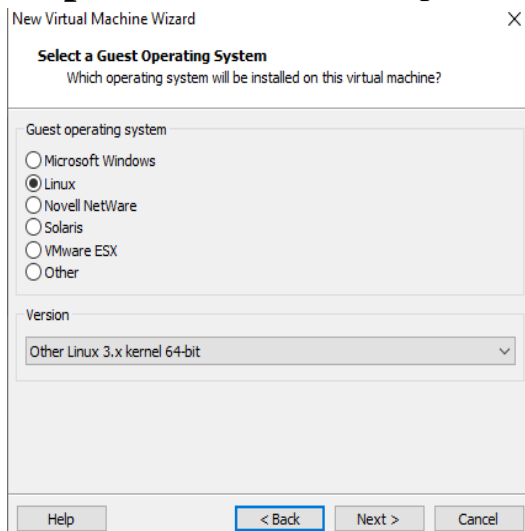 New Virtual Machine Wizard
Select a Guest Operating System
Which operating system will be installed on this virtual machine?
Guest operating system
Microsoft Windows
Linux
Novell NetWare
Solaris
VMware ESX
Other
Version
Other Linux 3.x kernel 64-bit
Help < Back Next > Cancel